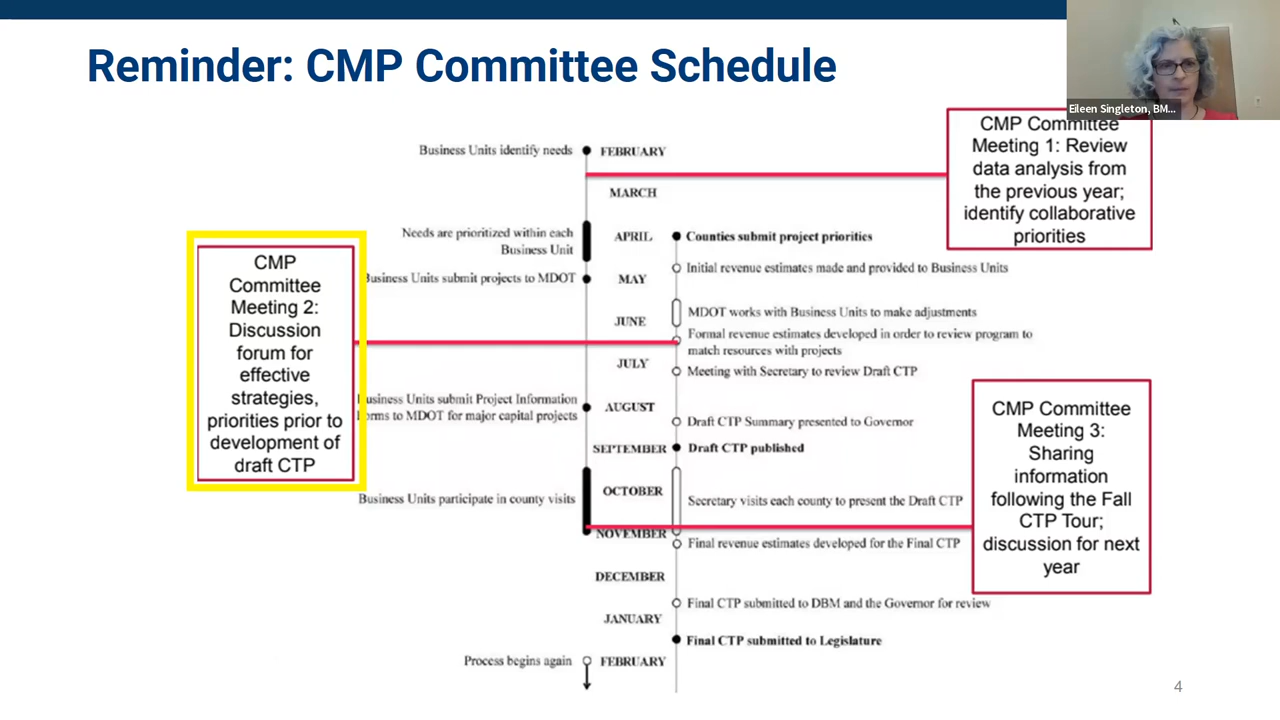 Reminder: CMP Committee Schedule
Eileen Singleton, BM...
CMP Committee
Meeting 1: Review
data analysis from
the previous year;
identify collaborative
priorities
Business Units identify needs
FEBRUARY
MARCH
Needs are prioritized within each
Business Unit
APRIL
Counties submit project priorities
Initial revenue estimates made and provided to Business Units
CMP
Committee
Meeting 2:
Discussion
forum for
effective
strategies,
priorities prior to
development of
draft CTP
Business Units submit projects to MDOT
MAY
MDOT works with Business Units to make adjustments
JUNE
Formal revenue estimates developed in order to review program to
match resources with projects
JULY
Meeting with Secretary to review Draft CTP
Business Units submit Project Information
Forms to MDOT for major capital projects
AUGUST
Draft CTP Summary presented to Governor
SEPTEMBER
Draft CTP published
CMP Committee
Meeting 3:
Sharing
information
following the Fall
CTP Tour;
discussion for next
year
OCTOBER
Business Units participate in county visits
Secretary visits each county to present the Draft CTP
NOVEMBER
Final revenue estimates developed for the Final CTP
DECEMBER
Final CTP submitted to DBM and the Governor for review
JANUARY
Final CTP submitted to Legislature
Process begins again
FEBRUARY
4